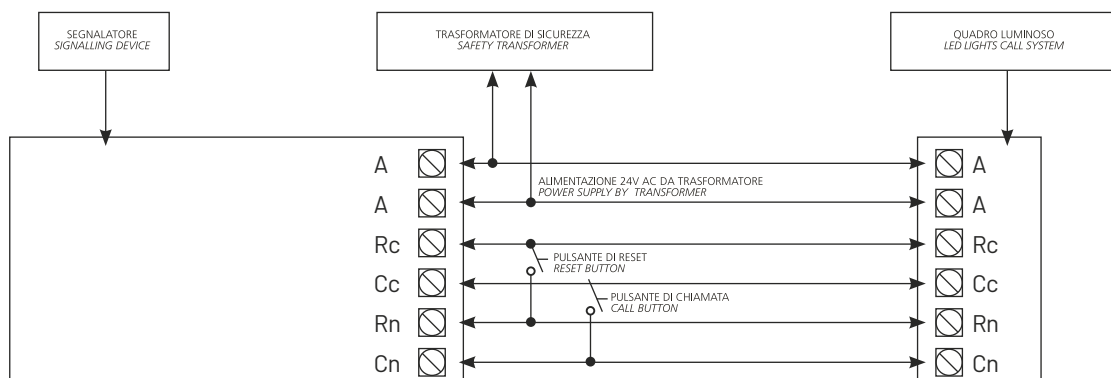 SEGNALATORE
SIGNALLING DEVICE
TRASFORMATORE DI SICUREZZA
SAFETY TRANSFORMER
QUADRO LUMINOSO
LED LIGHTS CALL SYSTEM
A
A
Rc
Cc
Rn
Cn
ALIMENTAZIONE 24V AC DA TRASFORMATORE
POWER SUPPLY BY TRANSFORMER
PULSANTE DI RESET
RESET BUTTON
PULSANTE DI CHIAMATA
CALL BUTTON
A
A
Rc
Cc
Rn
Cn